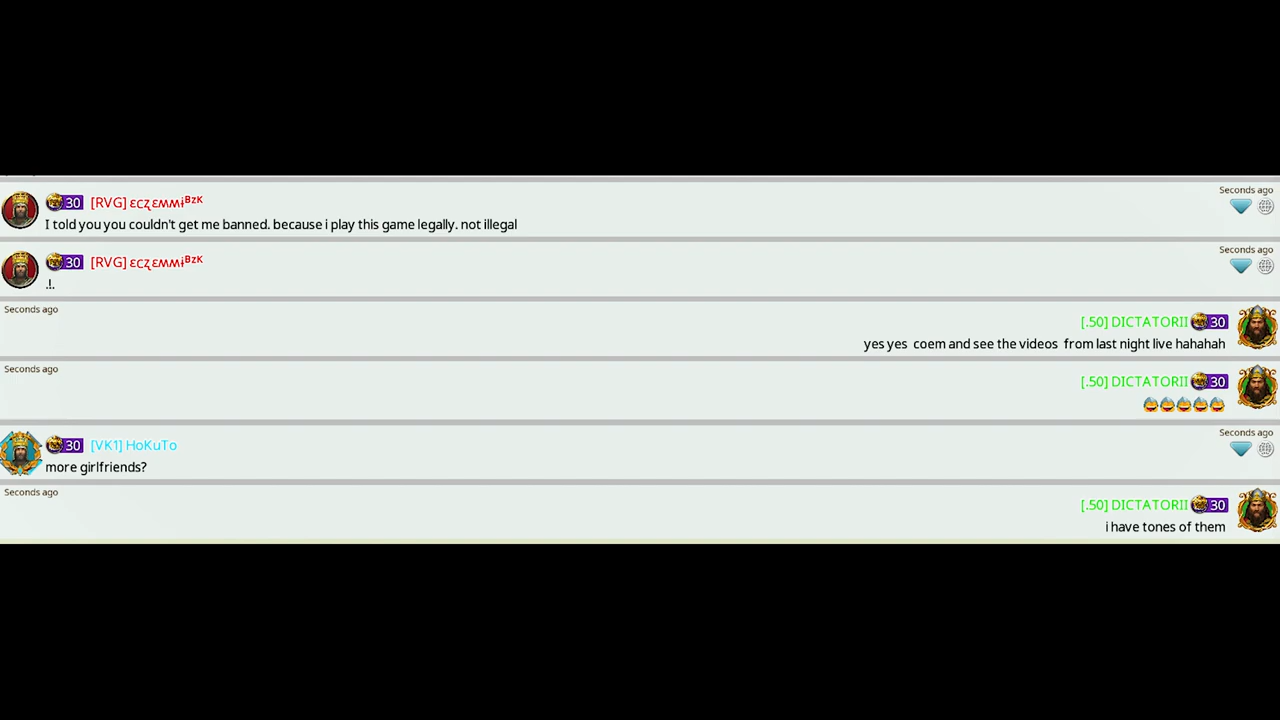 Seconds ago
30 [RVG] ɛcʐɛʍʍɨᴮᶻᴷ
I told you you couldn't get me banned. because i play this game legally. not illegal
Seconds ago
30 [RVG] ɛcʐɛʍʍɨᴮᶻᴷ
.!.
Seconds ago
[.50] DICTATORII 30
yes yes  coem and see the videos  from last night live hahahah
Seconds ago
[.50] DICTATORII 30
Seconds ago
30 [VK1] HoKuTo
more girlfriends?
Seconds ago
[.50] DICTATORII 30
i have tones of them